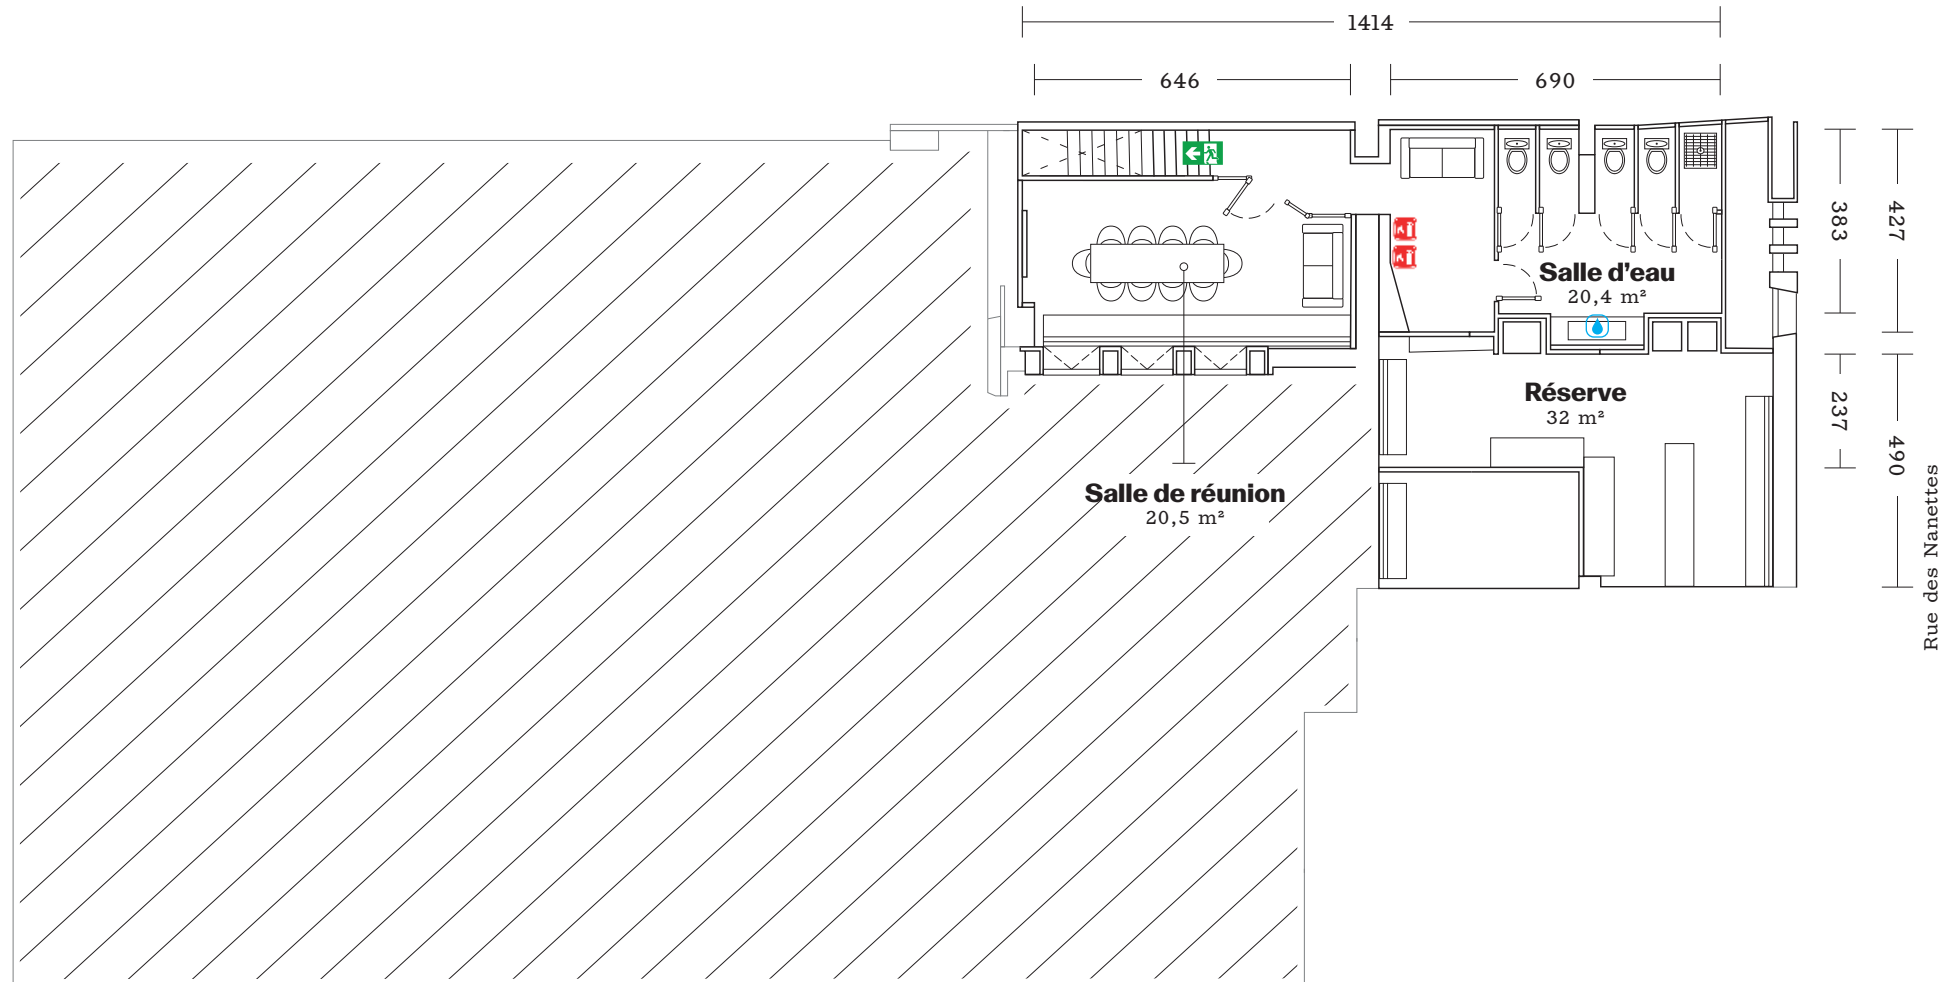 1414
646
690
383
427
Salle d'eau
20,4 m²
Réserve
32 m²
237
490
Salle de réunion
20,5 m²
Rue des Nanettes